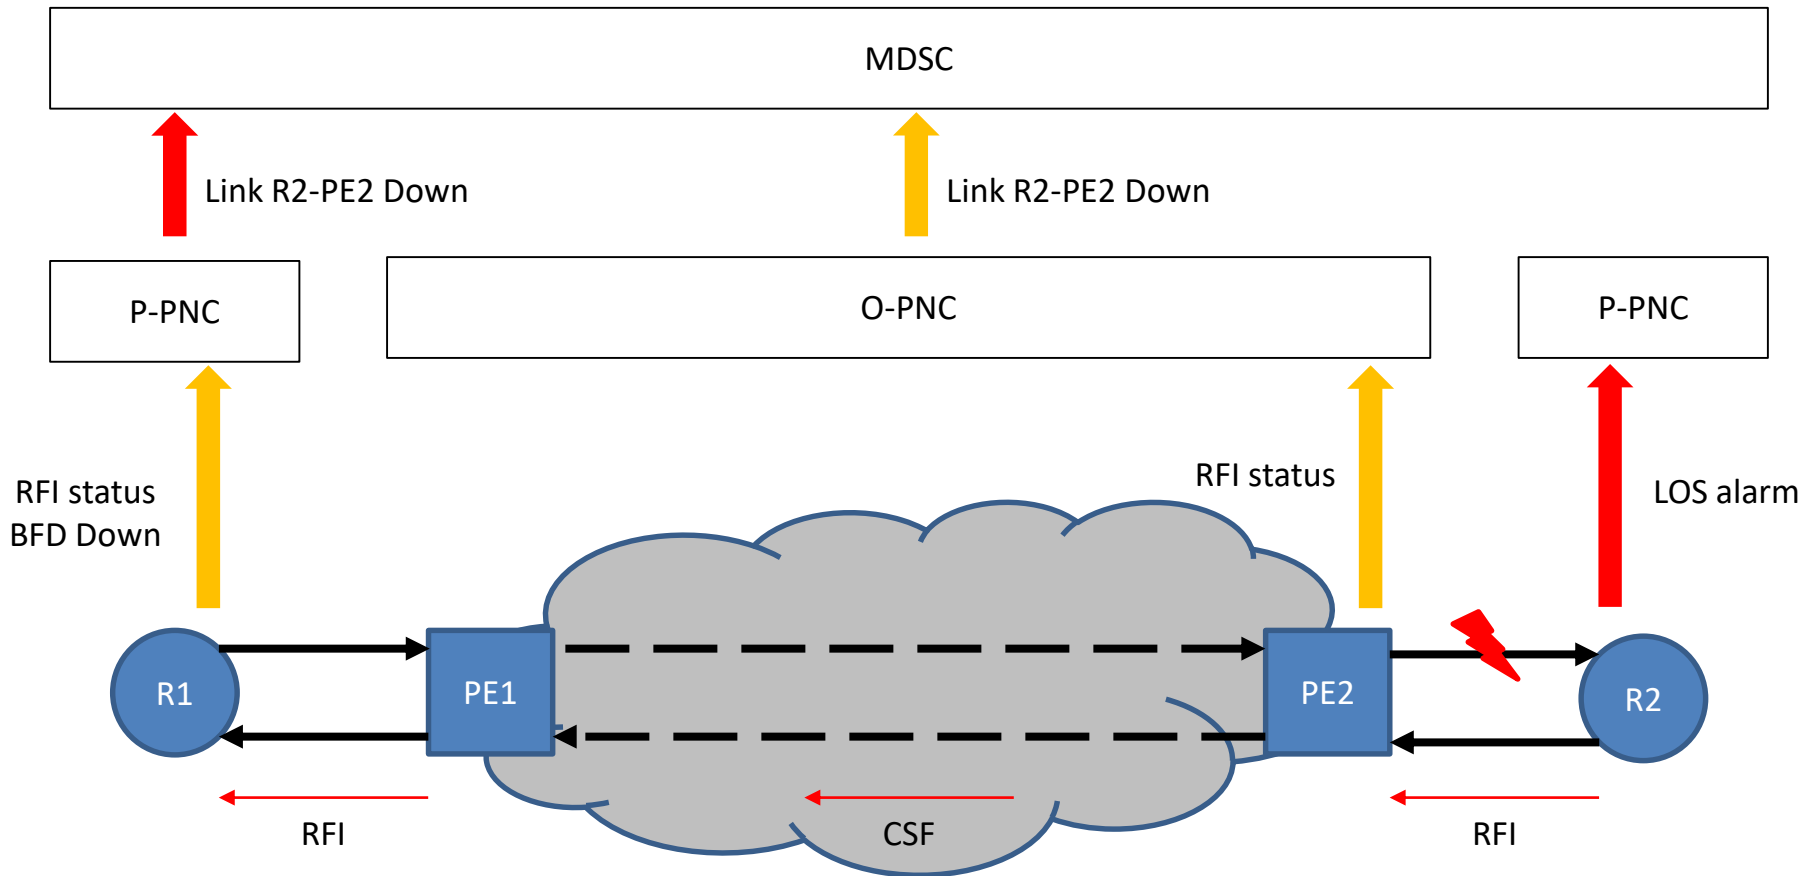 MDSC
Link R2-PE2 Down
Link R2-PE2 Down
P-PNC
O-PNC
P-PNC
RFI status
BFD Down
RFI status
LOS alarm
R1
PE1
PE2
R2
RFI
CSF
RFI